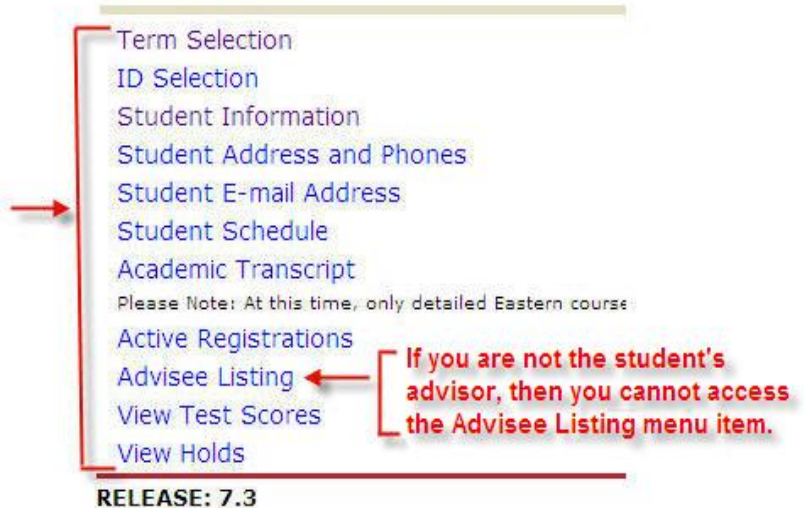 Term Selection
ID Selection
Student Information
Student Address and Phones
Student E-mail Address
Student Schedule
Academic Transcript
Please Note: At this time, only detailed Eastern course
Active Registrations
Advisee Listing
View Test Scores
View Holds
If you are not the student's
advisor, then you cannot access
the Advisee Listing menu item.
RELEASE: 7.3